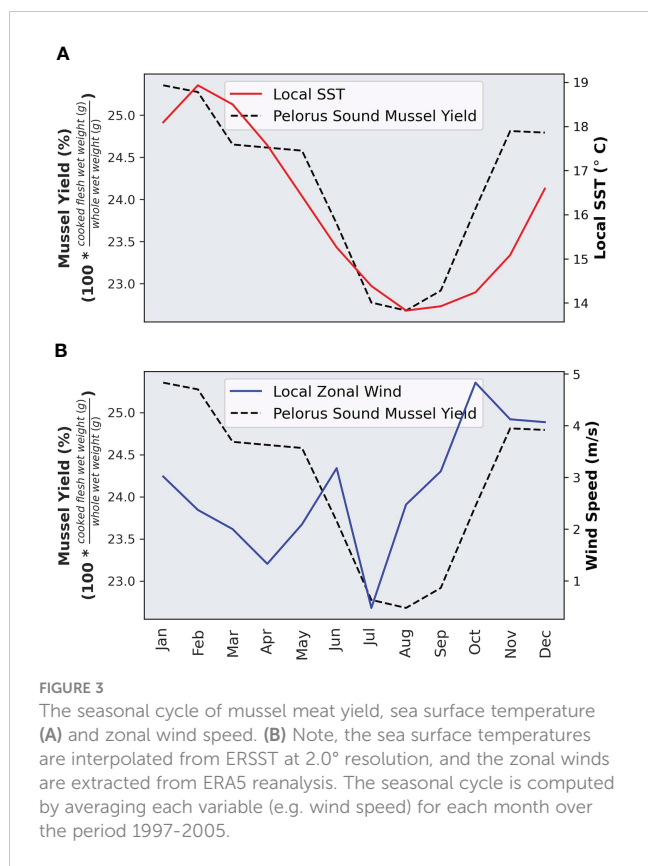 A
Mussel Yield (%)
(100 * cooked flesh wet weight (g) / whole wet weight (g))
25.0
24.5
24.0
23.5
23.0
Local SST
Pelorus Sound Mussel Yield
19
18
17
16
15
14
Local SST (° C)
B
Mussel Yield (%)
(100 * cooked flesh wet weight (g) / whole wet weight (g))
25.0
24.5
24.0
23.5
23.0
Local Zonal Wind
Pelorus Sound Mussel Yield
5
4
3
2
1
Wind Speed (m/s)
Jan Feb Mar Apr May Jun Jul Aug Sep Oct Nov Dec
FIGURE 3
The seasonal cycle of mussel meat yield, sea surface temperature
(A) and zonal wind speed. (B) Note, the sea surface temperatures
are interpolated from ERSST at 2.0° resolution, and the zonal winds
are extracted from ERA5 reanalysis. The seasonal cycle is computed
by averaging each variable (e.g. wind speed) for each month over
the period 1997-2005.